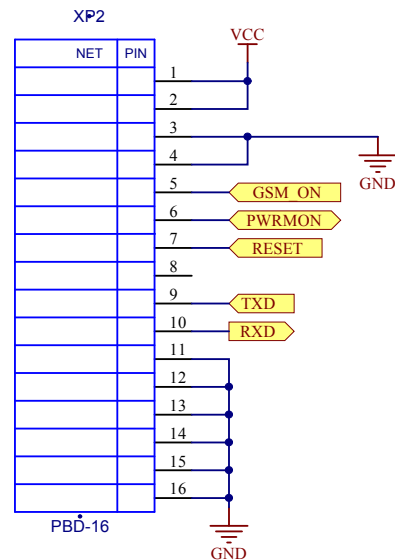 XP2
VCC
NET PIN
1
2
3
4
GND
5 GSM_ON
6 PWRMON
7 RESET
8
9 TXD
10 RXD
11
12
13
14
15
16
PBD-16
GND